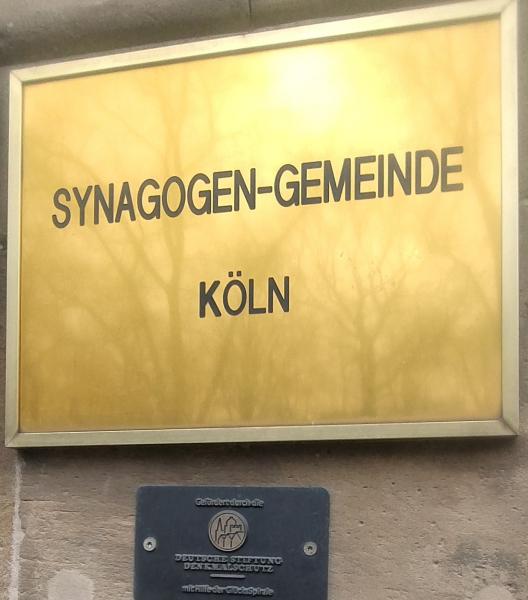 SYNAGOGEN-GEMEINDE
KÖLN
Gefördert durch die
DEUTSCHE STIFTUNG
DENKMALSCHUTZ
mit Hilfe der GlücksSpirale